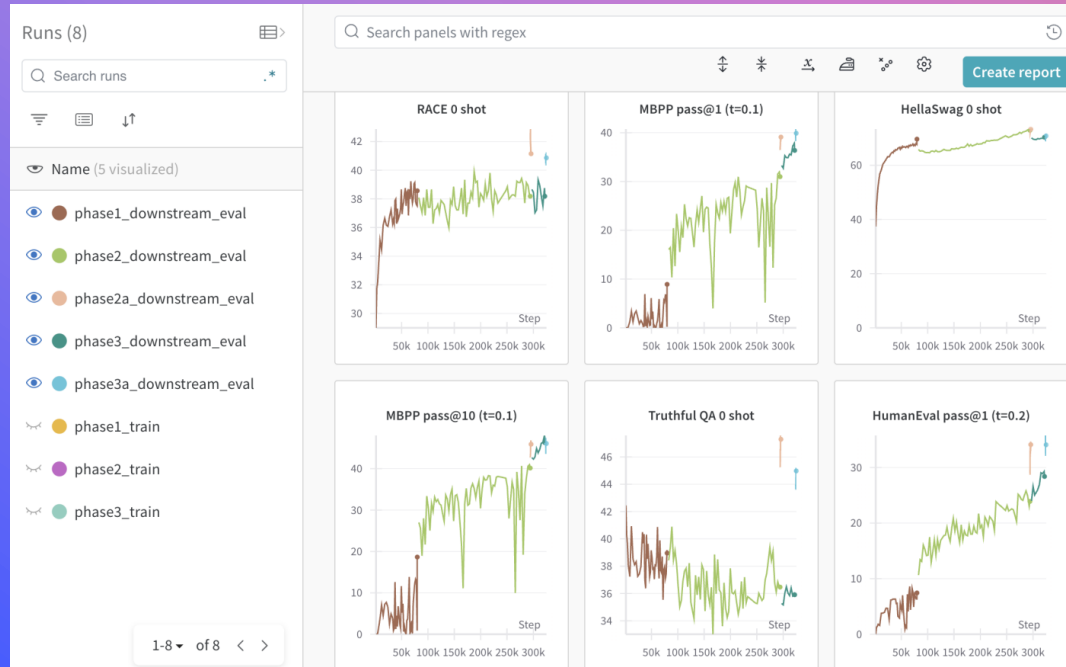 Runs (8)
Search runs
.*
Name (5 visualized)
phase1_downstream_eval
phase2_downstream_eval
phase2a_downstream_eval
phase3_downstream_eval
phase3a_downstream_eval
phase1_train
phase2_train
phase3_train
1-8 of 8
Search panels with regex
x
Create report
RACE 0 shot
42
40
38
36
34
32
30
Step
50k 100k 150k 200k 250k 300k
MBPP pass@1 (t=0.1)
40
30
20
10
0
Step
50k 100k 150k 200k 250k 300k
HellaSwag 0 shot
60
40
20
0
Step
50k 100k 150k 200k 250k 300k
MBPP pass@10 (t=0.1)
40
30
20
10
0
Step
50k 100k 150k 200k 250k 300k
Truthful QA 0 shot
46
44
42
40
38
36
34
Step
50k 100k 150k 200k 250k 300k
HumanEval pass@1 (t=0.2)
30
20
10
0
Step
50k 100k 150k 200k 250k 300k